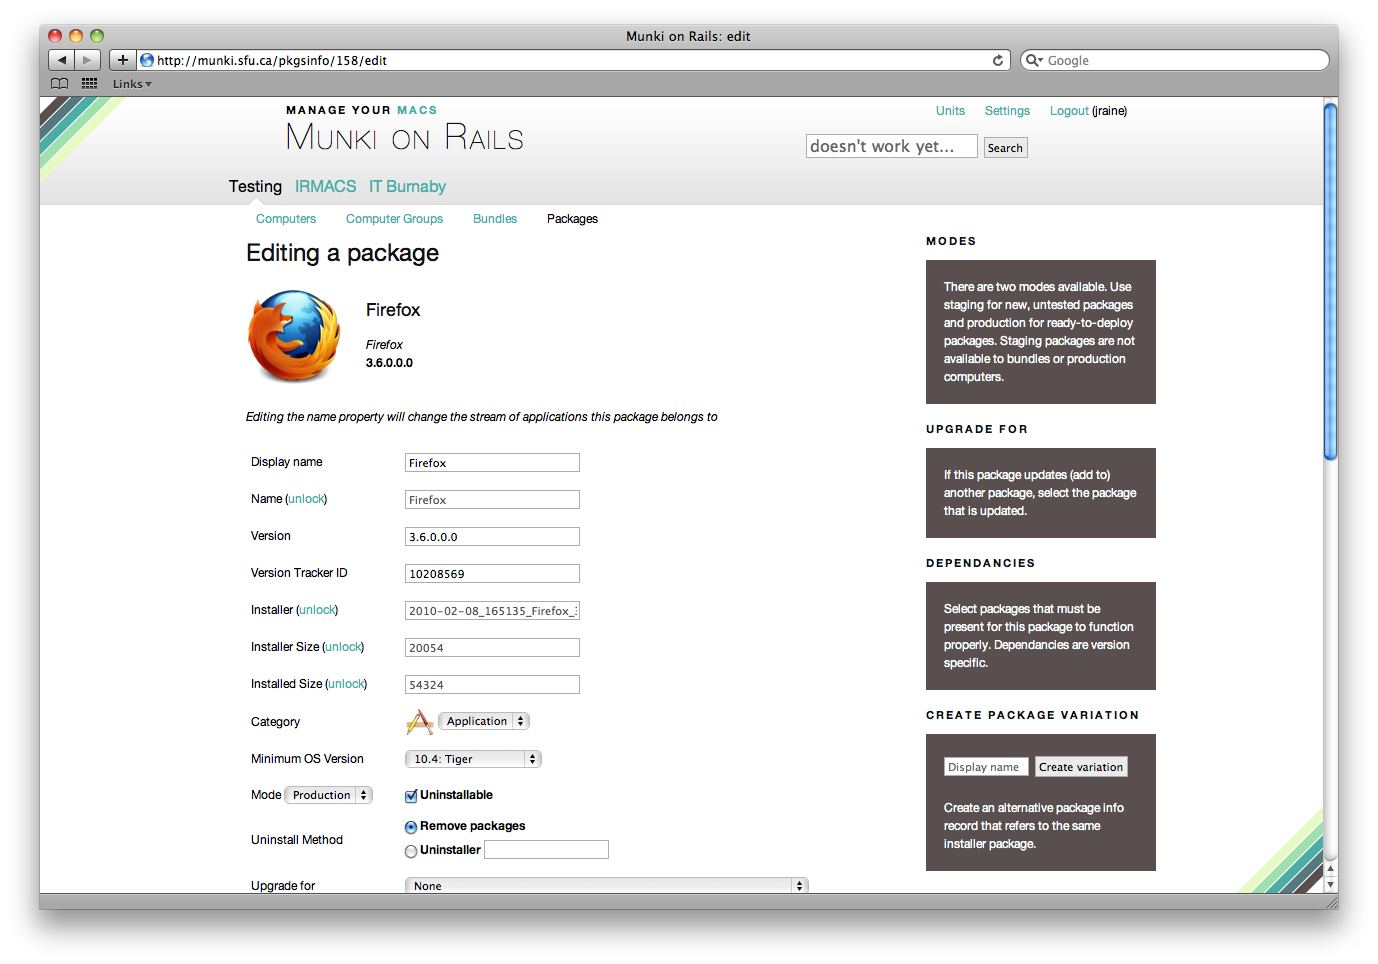 Munki on Rails: edit
http://munki.sfu.ca/pkgsinfo/158/edit
Google
Links
MANAGE YOUR MACS
MUNKI ON RAILS
Units Settings Logout (jraine)
doesn't work yet... Search
Testing IRMACS IT Burnaby
Computers Computer Groups Bundles Packages
Editing a package
Firefox
Firefox
3.6.0.0.0
Editing the name property will change the stream of applications this package belongs to
Display name Firefox
Name (unlock) Firefox
Version 3.6.0.0.0
Version Tracker ID 10208569
Installer (unlock) 2010-02-08_165135_Firefox_
Installer Size (unlock) 20054
Installed Size (unlock) 54324
Category Application
Minimum OS Version 10.4: Tiger
Mode Production Uninstallable
Uninstall Method Remove packages
Uninstaller
Upgrade for None
MODES
There are two modes available. Use
staging for new, untested packages
and production for ready-to-deploy
packages. Staging packages are not
available to bundles or production
computers.
UPGRADE FOR
If this package updates (add to)
another package, select the package
that is updated.
DEPENDANCIES
Select packages that must be
present for this package to function
properly. Dependancies are version
specific.
CREATE PACKAGE VARIATION
Display name Create variation
Create an alternative package info
record that refers to the same
installer package.